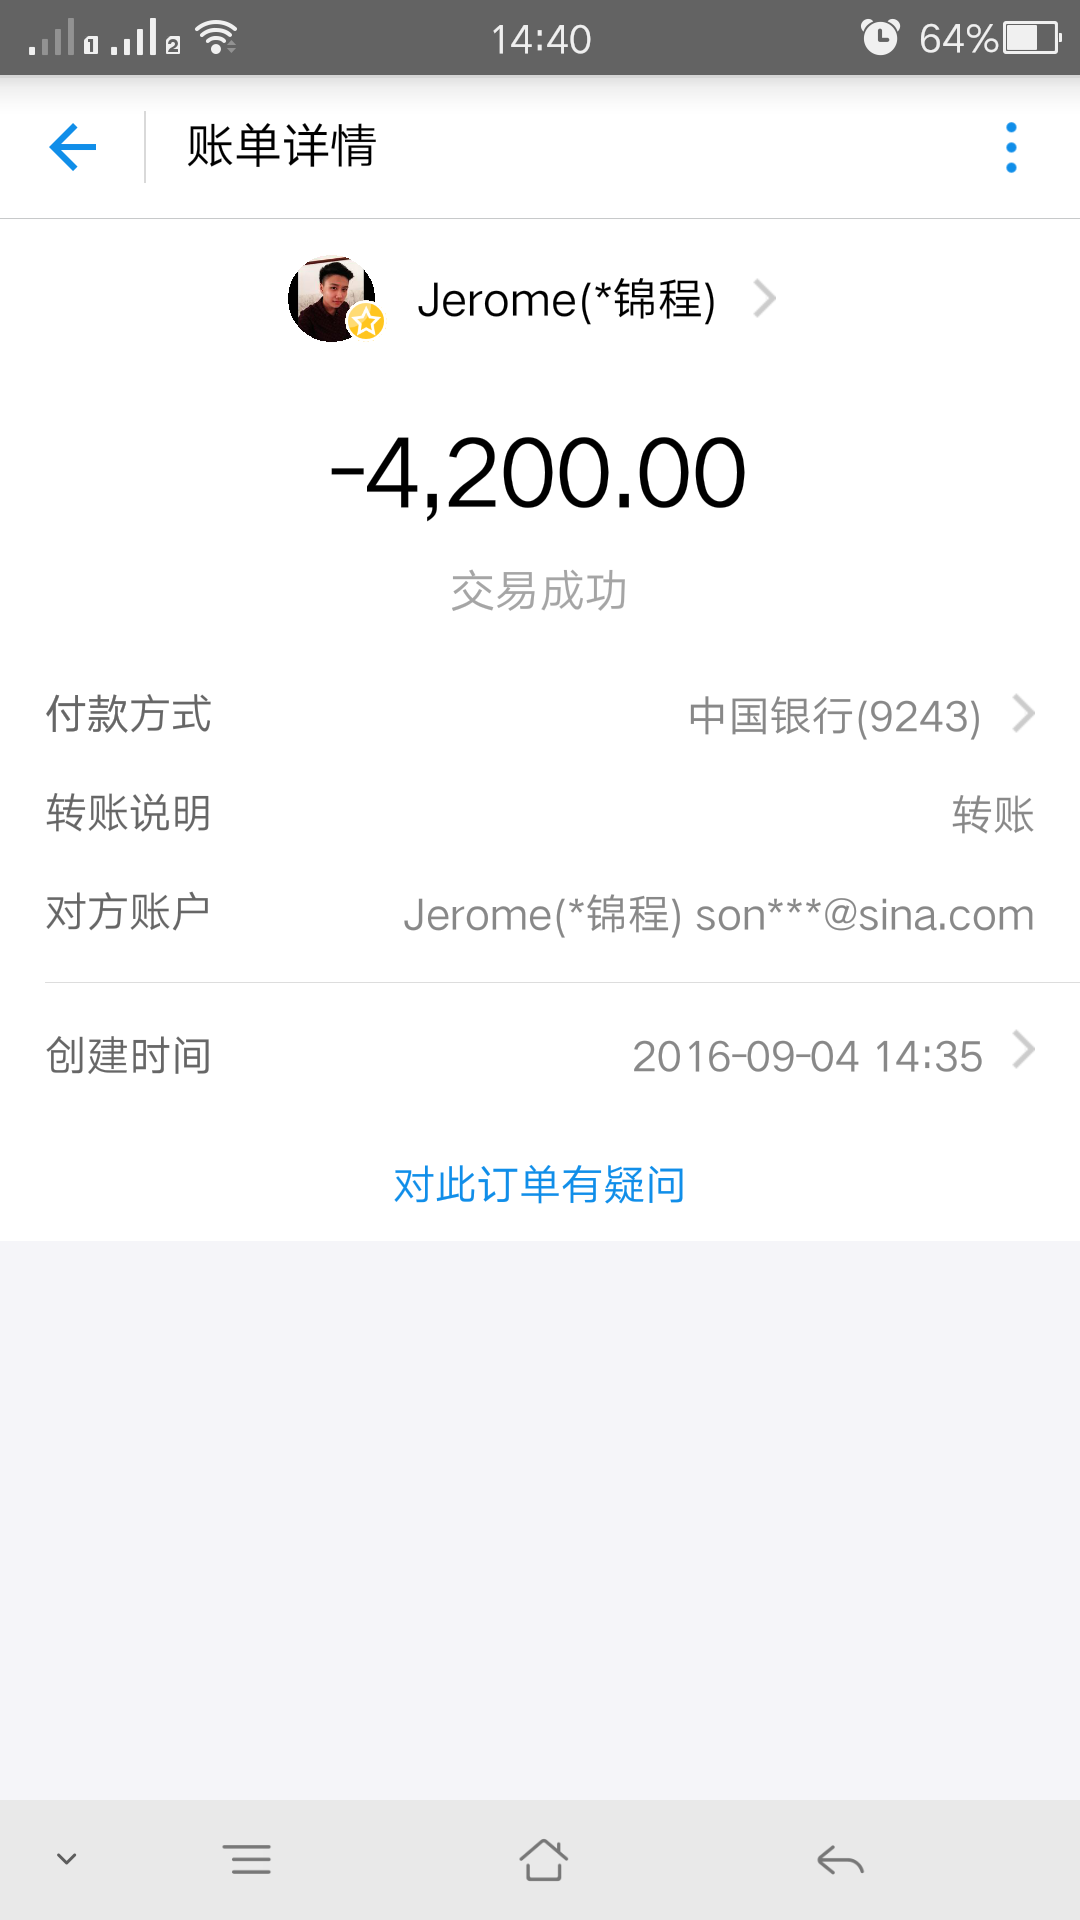 14:40 64%
账单详情
Jerome(*锦程)
-4,200.00
交易成功
付款方式 中国银行(9243)
转账说明 转账
对方账户 Jerome(*锦程) son***@sina.com
创建时间 2016-09-04 14:35
对此订单有疑问